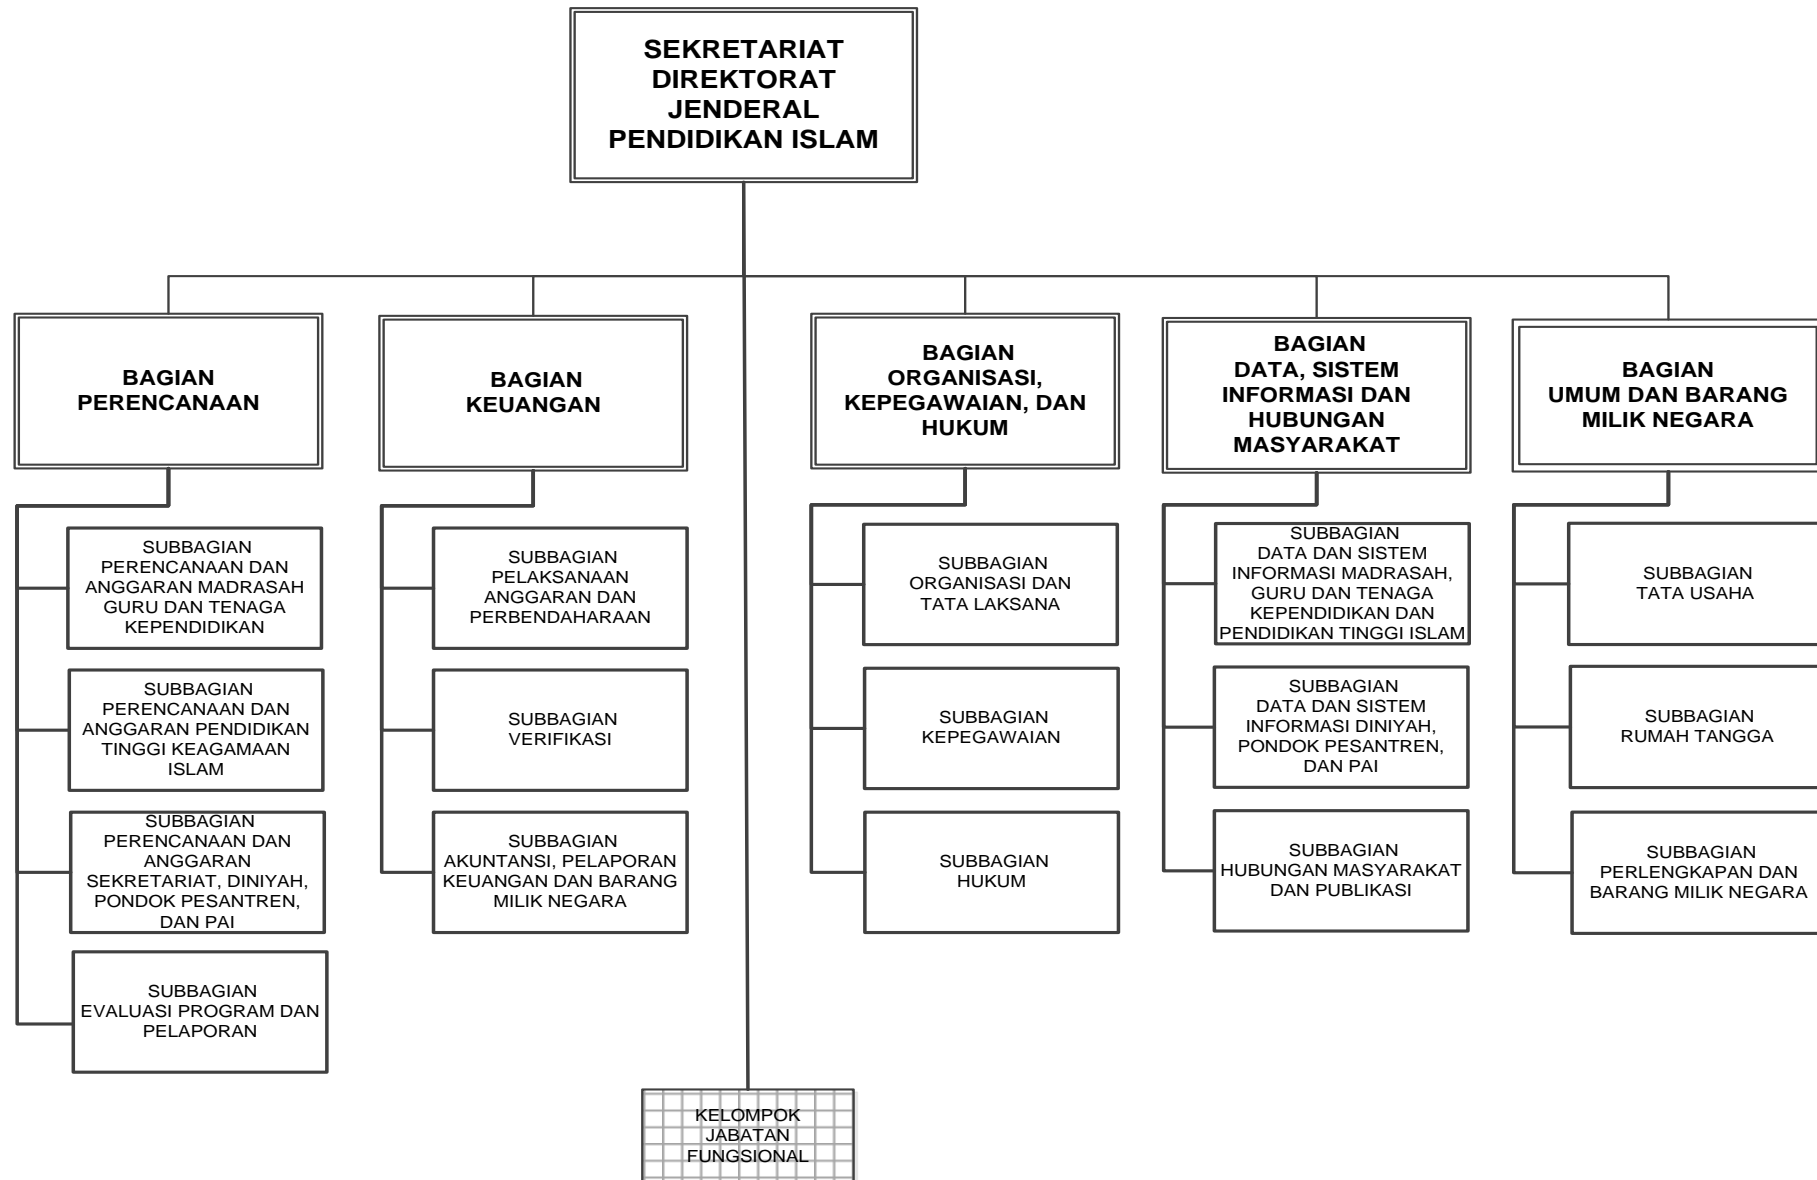 SEKRETARIAT
DIREKTORAT
JENDERAL
PENDIDIKAN ISLAM
BAGIAN
PERENCANAAN
BAGIAN
KEUANGAN
BAGIAN
ORGANISASI,
KEPEGAWAIAN, DAN
HUKUM
BAGIAN
DATA, SISTEM
INFORMASI DAN
HUBUNGAN
MASYARAKAT
BAGIAN
UMUM DAN BARANG
MILIK NEGARA
SUBBAGIAN
PERENCANAAN DAN
ANGGARAN MADRASAH
GURU DAN TENAGA
KEPENDIDIKAN
SUBBAGIAN
PERENCANAAN DAN
ANGGARAN PENDIDIKAN
TINGGI KEAGAMAAN
ISLAM
SUBBAGIAN
PERENCANAAN DAN
ANGGARAN
SEKRETARIAT, DINIYAH,
PONDOK PESANTREN,
DAN PAI
SUBBAGIAN
EVALUASI PROGRAM DAN
PELAPORAN
SUBBAGIAN
PELAKSANAAN
ANGGARAN DAN
PERBENDAHARAAN
SUBBAGIAN
VERIFIKASI
SUBBAGIAN
AKUNTANSI, PELAPORAN
KEUANGAN DAN BARANG
MILIK NEGARA
SUBBAGIAN
ORGANISASI DAN
TATA LAKSANA
SUBBAGIAN
KEPEGAWAIAN
SUBBAGIAN
HUKUM
SUBBAGIAN
DATA DAN SISTEM
INFORMASI MADRASAH,
GURU DAN TENAGA
KEPENDIDIKAN DAN
PENDIDIKAN TINGGI ISLAM
SUBBAGIAN
DATA DAN SISTEM
INFORMASI DINIYAH,
PONDOK PESANTREN,
DAN PAI
SUBBAGIAN
HUBUNGAN MASYARAKAT
DAN PUBLIKASI
SUBBAGIAN
TATA USAHA
SUBBAGIAN
RUMAH TANGGA
SUBBAGIAN
PERLENGKAPAN DAN
BARANG MILIK NEGARA
KELOMPOK
JABATAN
FUNGSIONAL